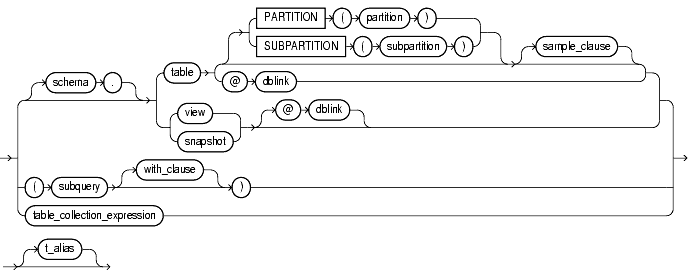 PARTITION ( partition )
SUBPARTITION ( subpartition ) sample_clause
schema . table @ dblink
view @ dblink
snapshot
( subquery with_clause )
table_collection_expression
t_alias